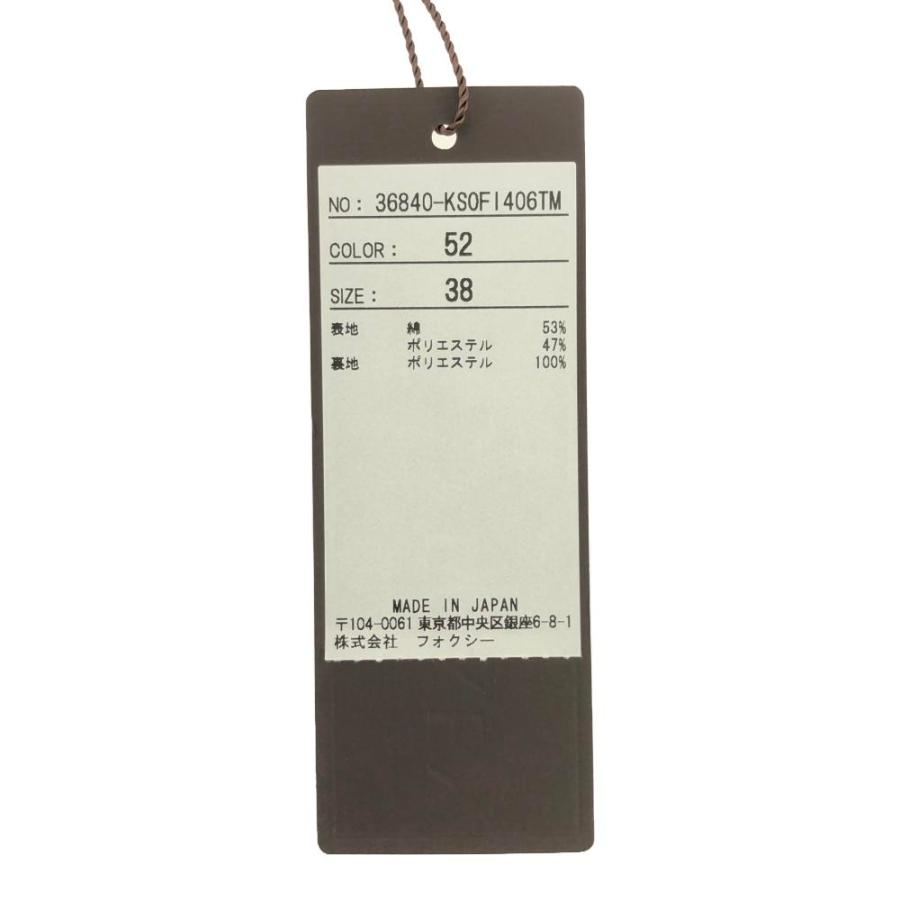 NO: 36840-KSOFI406TM
COLOR: 52
SIZE: 38
表地 綿 53%
ポリエステル 47%
裏地 ポリエステル 100%
MADE IN JAPAN
〒104-0061 東京都中央区銀座6-8-1
株式会社 フォクシー